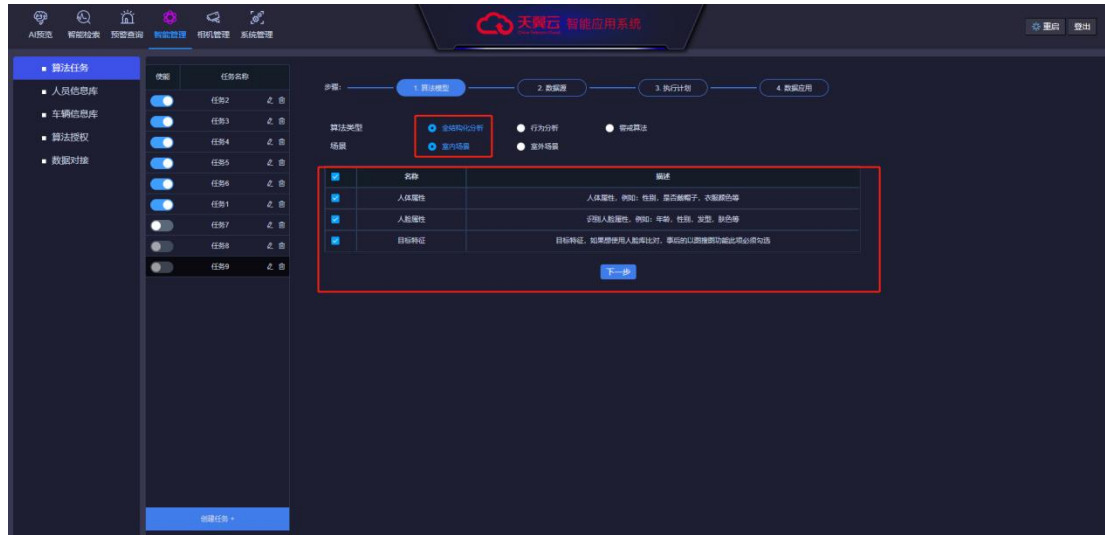 天翼云 智能应用系统
AI预览 智能检索 预警查询 智能管理 相机管理 系统管理
重启 登出
算法任务
人员信息库
车辆信息库
算法授权
数据对接
使能 任务名称
任务2
任务3
任务4
任务5
任务6
任务1
任务7
任务8
任务9
创建任务 +
步骤: 1. 算法模型 2. 数据源 3. 执行计划 4. 数据应用
算法类型 全结构化分析 行为分析 警戒算法
场景 室内场景 室外场景
名称 描述
人体属性 人体属性，例如：性别，是否戴帽子，衣服颜色等
人脸属性 识别人脸属性，例如：年龄，性别，发型，肤色等
目标特征 目标特征，如果想使用人脸库比对，事后的以图搜图功能此项必须勾选
下一步